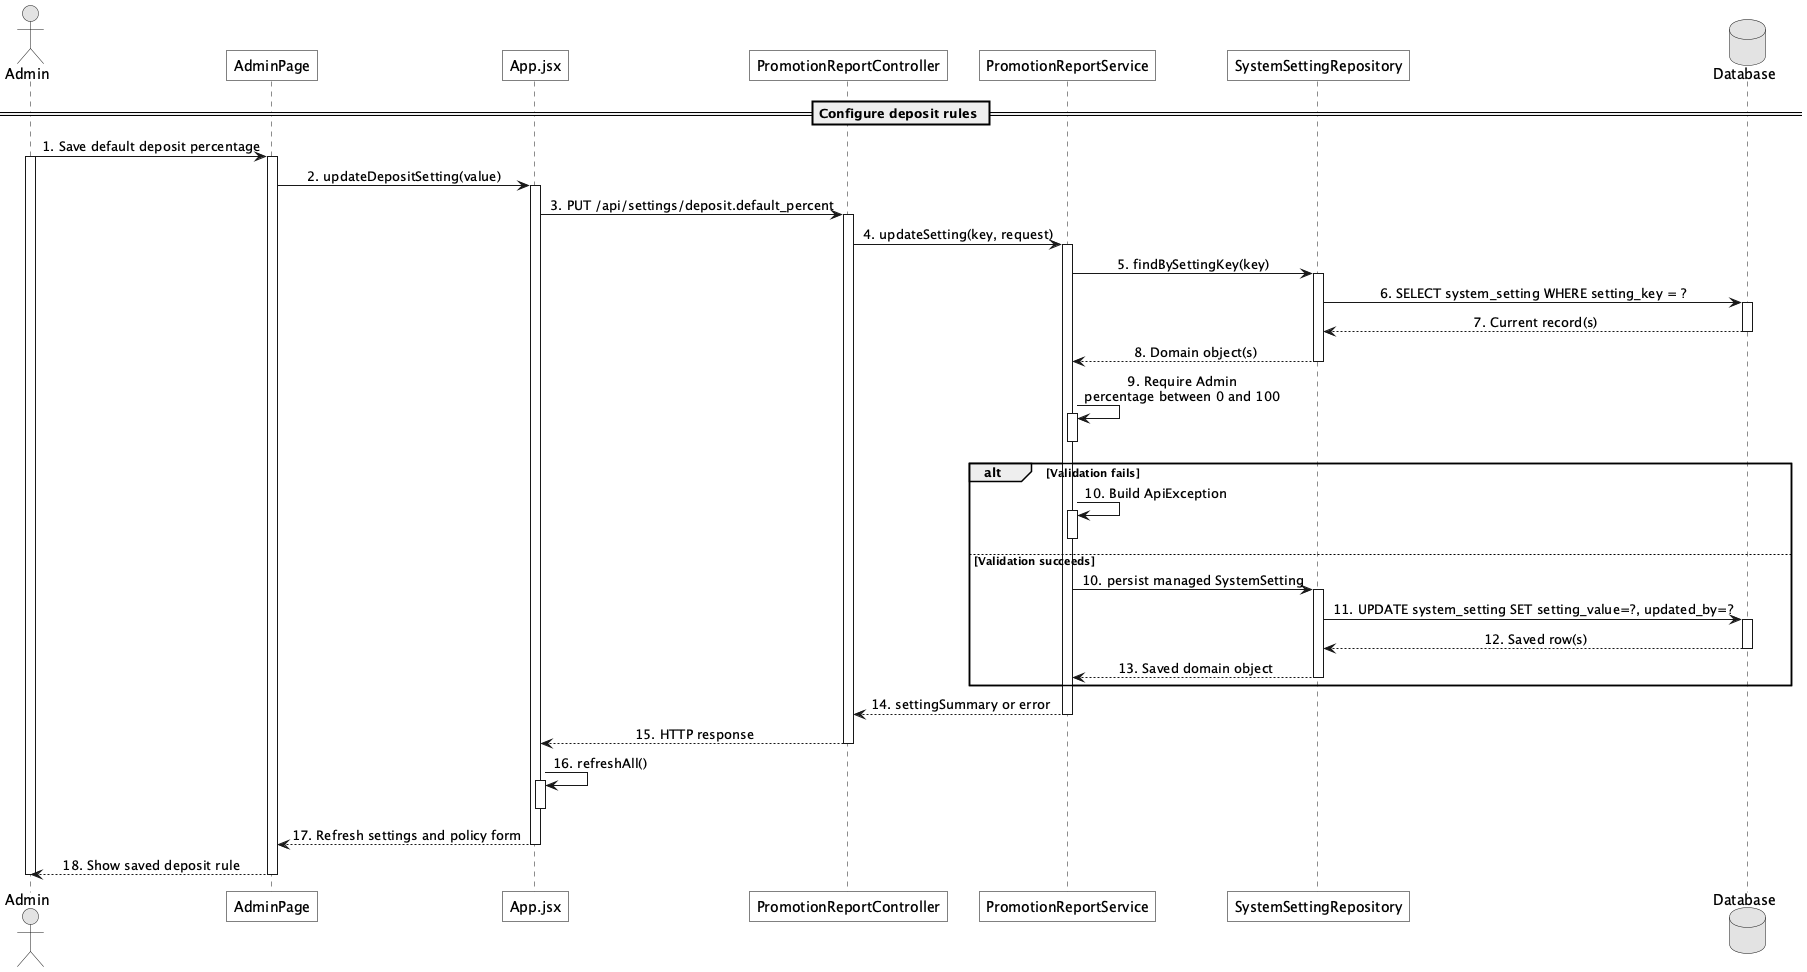 Admin
AdminPage
App.jsx
PromotionReportController
PromotionReportService
SystemSettingRepository
Database
Configure deposit rules
1. Save default deposit percentage
2. updateDepositSetting(value)
3. PUT /api/settings/deposit.default_percent
4. updateSetting(key, request)
5. findBySettingKey(key)
6. SELECT system_setting WHERE setting_key = ?
7. Current record(s)
8. Domain object(s)
9. Require Admin
percentage between 0 and 100
alt
[Validation fails]
10. Build ApiException
[Validation succeeds]
10. persist managed SystemSetting
11. UPDATE system_setting SET setting_value=?, updated_by=?
12. Saved row(s)
13. Saved domain object
14. settingSummary or error
15. HTTP response
16. refreshAll()
17. Refresh settings and policy form
18. Show saved deposit rule
Admin
AdminPage
App.jsx
PromotionReportController
PromotionReportService
SystemSettingRepository
Database